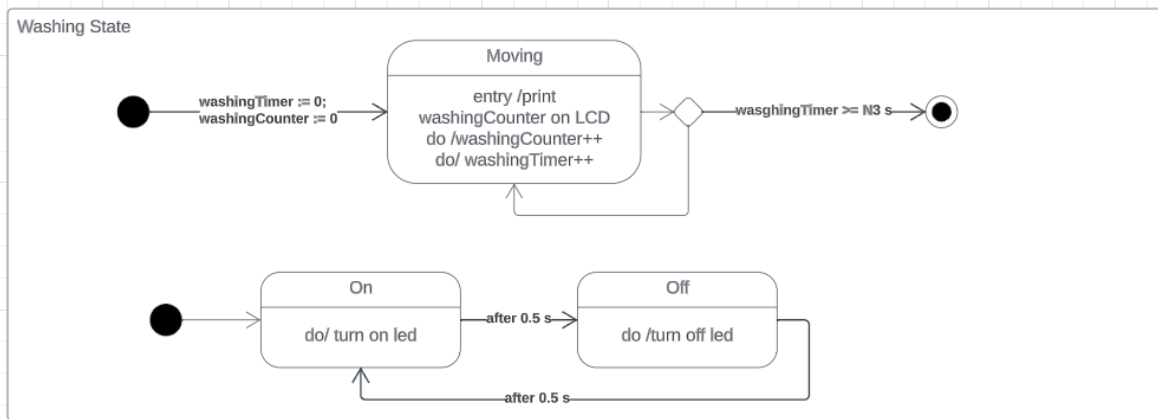 Washing State
Moving
washingTimer := 0;
washingCounter := 0
entry /print
washingCounter on LCD
do /washingCounter++
do/ washingTimer++
wasghingTimer >= N3 s
On
do/ turn on led
after 0.5 s
Off
do /turn off led
after 0.5 s